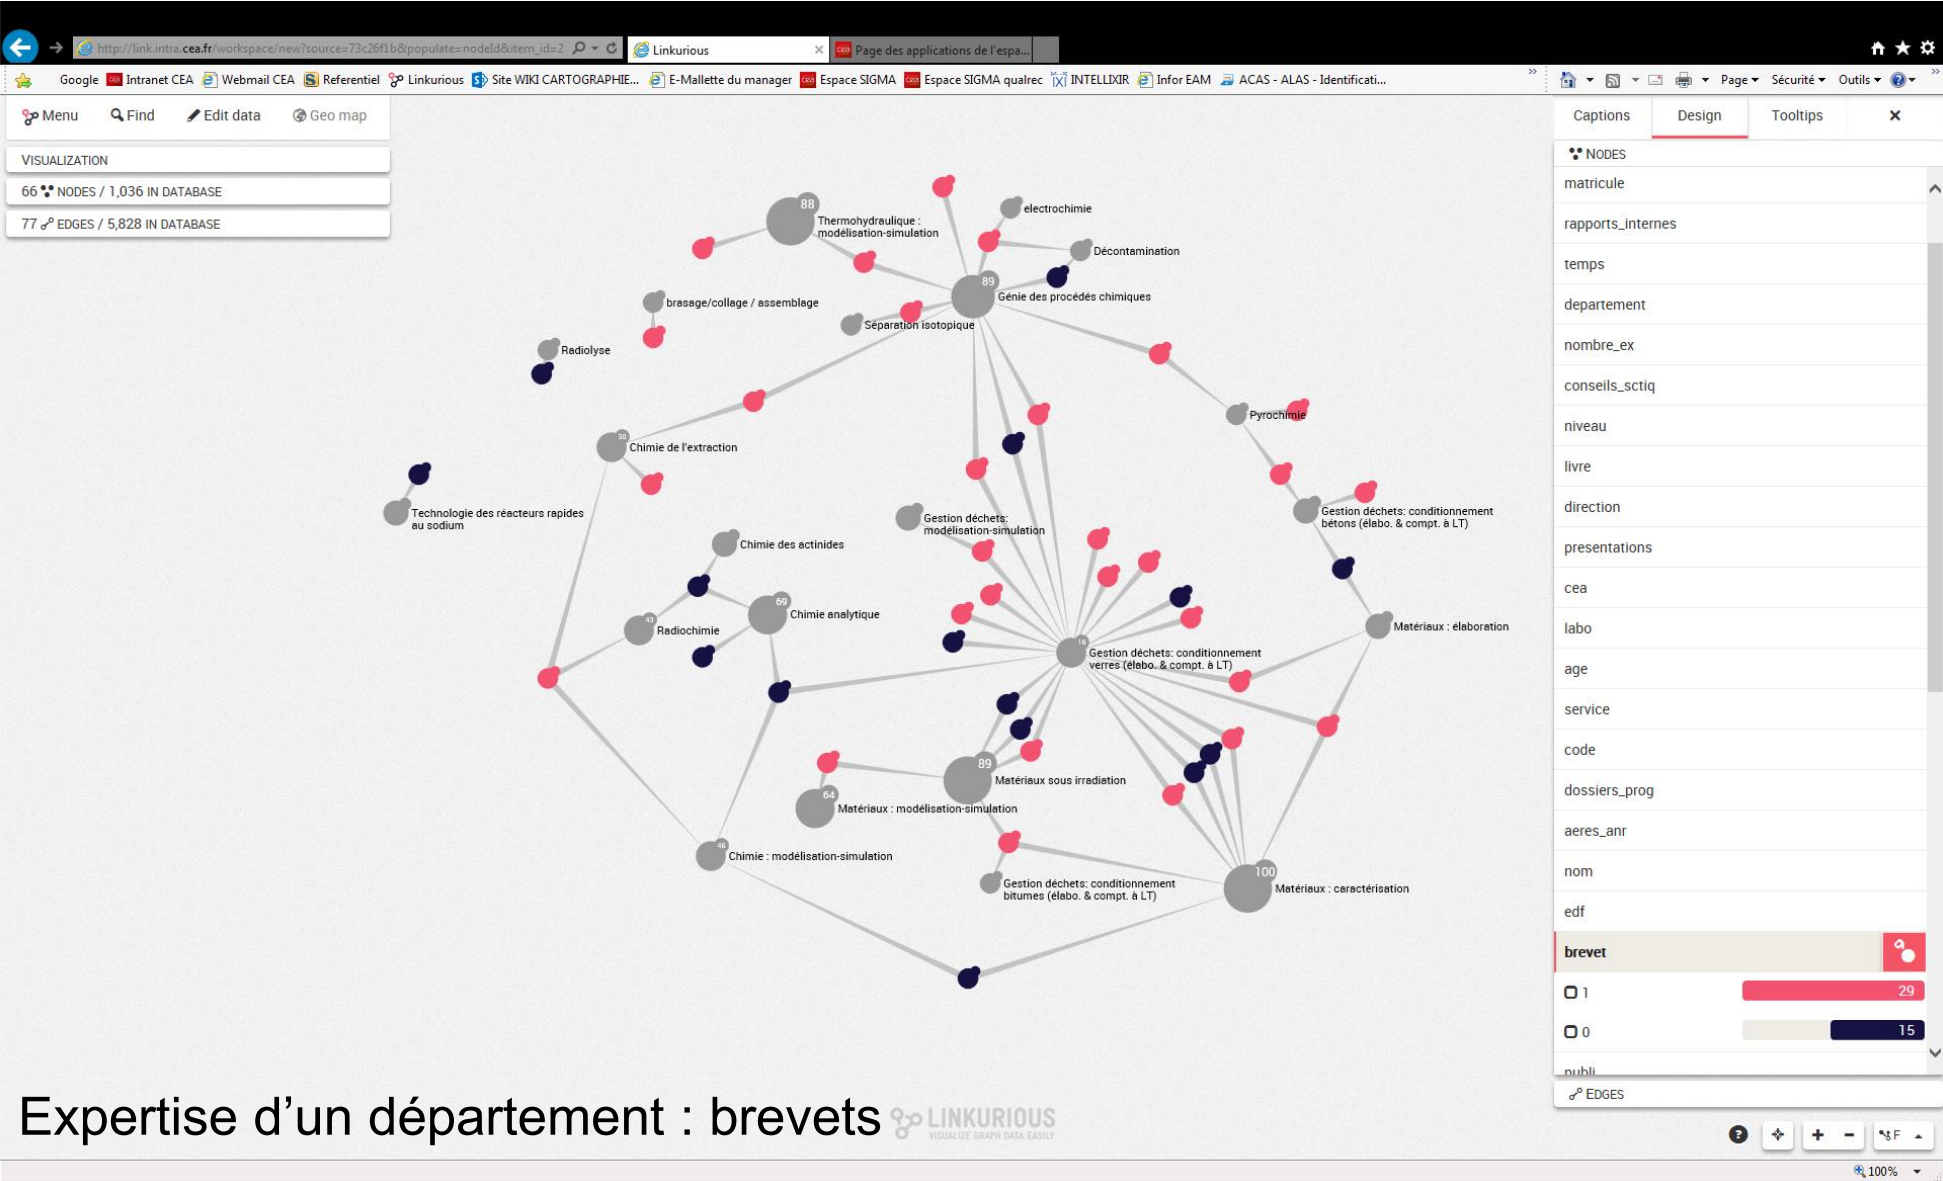 http://link.intra.cea.fr/workspace/new?source=73c26f1b&populate=nodeId&item_id=2
Linkurious
Page des applications de l'espa...
Google
Intranet CEA
Webmail CEA
Referentiel
Linkurious
Site WIKI CARTOGRAPHIE...
E-Mallette du manager
Espace SIGMA
Espace SIGMA qualrec
INTELLIXIR
Infor EAM
ACAS - ALAS - Identificati...
Page
Sécurité
Outils
Menu
Find
Edit data
Geo map
VISUALIZATION
66 NODES / 1,036 IN DATABASE
77 EDGES / 5,828 IN DATABASE
88
Thermohydraulique :
modélisation-simulation
electrochimie
Décontamination
89
Génie des procédés chimiques
brasage/collage / assemblage
Séparation isotopique
Radiolyse
Pyrochimie
38
Chimie de l'extraction
Technologie des réacteurs rapides
au sodium
Gestion déchets:
modélisation-simulation
Gestion déchets: conditionnement
bétons (élabo. & compt. à LT)
Chimie des actinides
69
Chimie analytique
43
Radiochimie
Matériaux : élaboration
16
Gestion déchets: conditionnement
verres (élabo. & compt. à LT)
89
Matériaux sous irradiation
64
Matériaux : modélisation-simulation
46
Chimie : modélisation-simulation
Gestion déchets: conditionnement
bitumes (élabo. & compt. à LT)
100
Matériaux : caractérisation
Captions
Design
Tooltips
NODES
matricule
rapports_internes
temps
departement
nombre_ex
conseils_sctiq
niveau
livre
direction
presentations
cea
labo
age
service
code
dossiers_prog
aeres_anr
nom
edf
brevet
1 29
0 15
publi
EDGES
Expertise d'un département : brevets
LINKURIOUS
VISUALIZE GRAPH DATA EASILY
F
100%